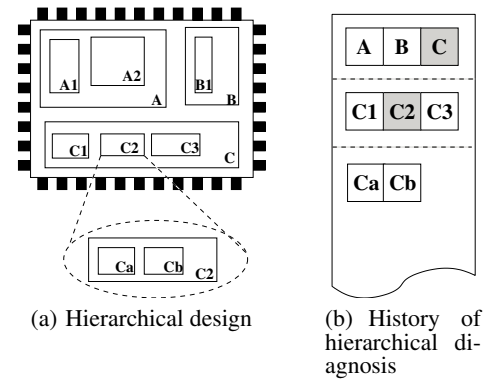 A1
A2
A
B1
B
C1
C2
C3
C
Ca
Cb
C2
(a) Hierarchical design
A B C
C1 C2 C3
Ca Cb
(b) History of
hierarchical di-
agnosis